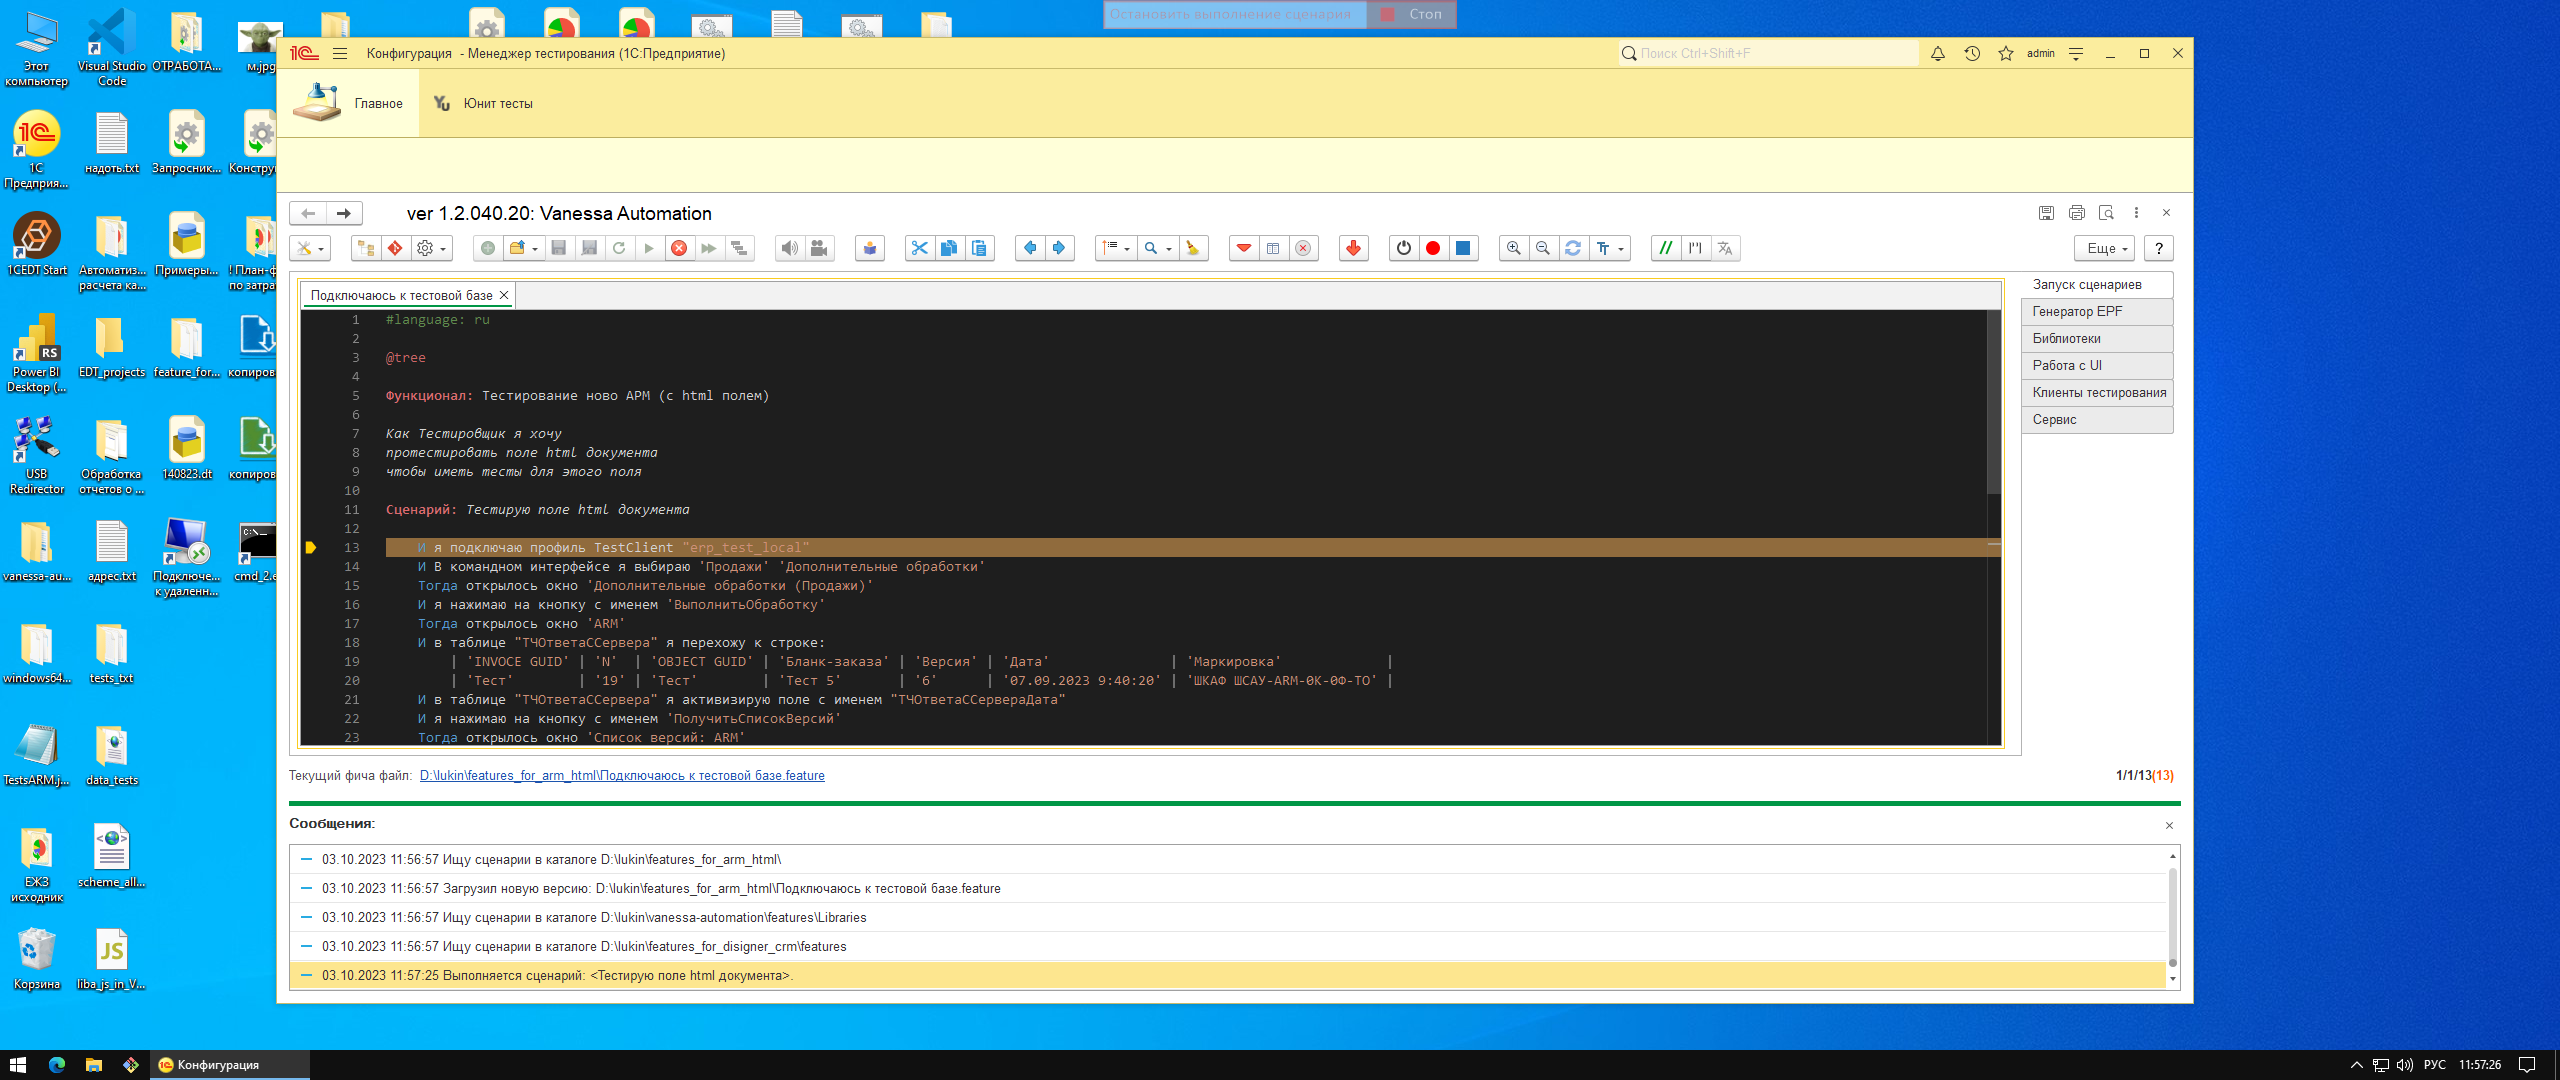 Остановить выполнение сценария Стоп
Этот компьютер
Visual Studio Code
ОТРАБОТА...
м.jpg
1С Предприя...
надоть.txt
Запросник...
Конструк
1CEDT Start
Автоматиз... расчета ка...
Примеры...
! План-ф по затра
Power BI Desktop (...
EDT_projects
feature_for...
копиров
USB Redirector
Обработка отчетов о ...
140823.dt
копиров
vanessa-au...
адрес.txt
Подключе... к удаленн...
cmd_2.e
windows64...
tests_txt
TestsARM.j...
data_tests
ЕЖЗ исходник
scheme_all...
Корзина
liba_js_in_V...
Конфигурация - Менеджер тестирования (1С:Предприятие)
Поиск Ctrl+Shift+F
admin
Главное
Юнит тесты
ver 1.2.040.20: Vanessa Automation
Еще
?
Подключаюсь к тестовой базе
1 #language: ru
2
3 @tree
4
5 Функционал: Тестирование ново АРМ (с html полем)
6
7 Как Тестировщик я хочу
8 протестировать поле html документа
9 чтобы иметь тесты для этого поля
10
11 Сценарий: Тестирую поле html документа
12
13 И я подключаю профиль TestClient "erp_test_local"
14 И В командном интерфейсе я выбираю 'Продажи' 'Дополнительные обработки'
15 Тогда открылось окно 'Дополнительные обработки (Продажи)'
16 И я нажимаю на кнопку с именем 'ВыполнитьОбработку'
17 Тогда открылось окно 'ARM'
18 И в таблице "ТЧОтветаССервера" я перехожу к строке:
19 | 'INVOCE GUID' | 'N' | 'OBJECT GUID' | 'Бланк-заказа' | 'Версия' | 'Дата' | 'Маркировка' |
20 | 'Тест' | '19' | 'Тест' | 'Тест 5' | '6' | '07.09.2023 9:40:20' | 'ШКАФ ШСАУ-ARM-0К-0Ф-ТО' |
21 И в таблице "ТЧОтветаССервера" я активизирую поле с именем "ТЧОтветаССервераДата"
22 И я нажимаю на кнопку с именем 'ПолучитьСписокВерсий'
23 Тогда открылось окно 'Список версий: ARM'
Запуск сценариев
Генератор EPF
Библиотеки
Работа с UI
Клиенты тестирования
Сервис
Текущий фича файл: D:\lukin\features_for_arm_html\Подключаюсь к тестовой базе.feature
1/1/13(13)
Сообщения:
03.10.2023 11:56:57 Ищу сценарии в каталоге D:\lukin\features_for_arm_html\
03.10.2023 11:56:57 Загрузил новую версию: D:\lukin\features_for_arm_html\Подключаюсь к тестовой базе.feature
03.10.2023 11:56:57 Ищу сценарии в каталоге D:\lukin\vanessa-automation\features\Libraries
03.10.2023 11:56:57 Ищу сценарии в каталоге D:\lukin\features_for_disigner_crm\features
03.10.2023 11:57:25 Выполняется сценарий: <Тестирую поле html документа>.
Конфигурация
РУС
11:57:26